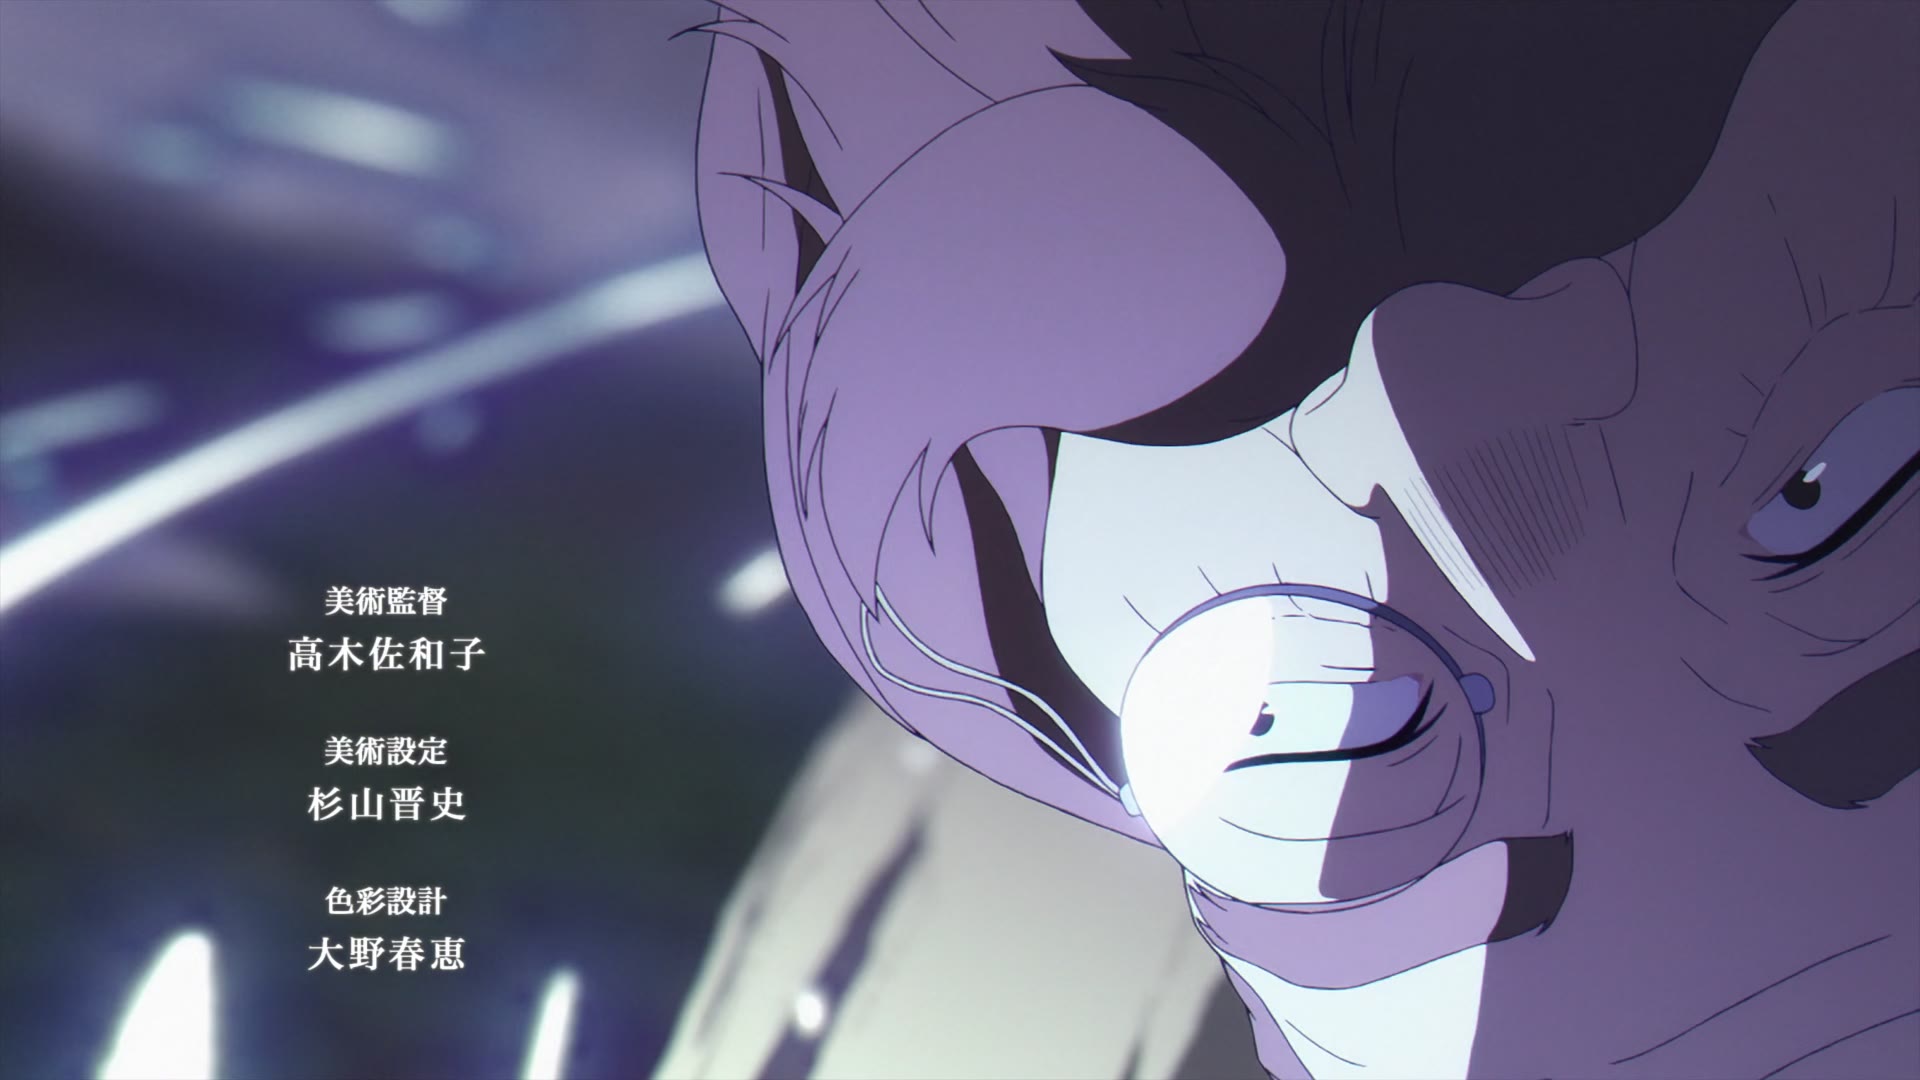 美術監督
高木佐和子
美術設定
杉山晋史
色彩設計
大野春恵